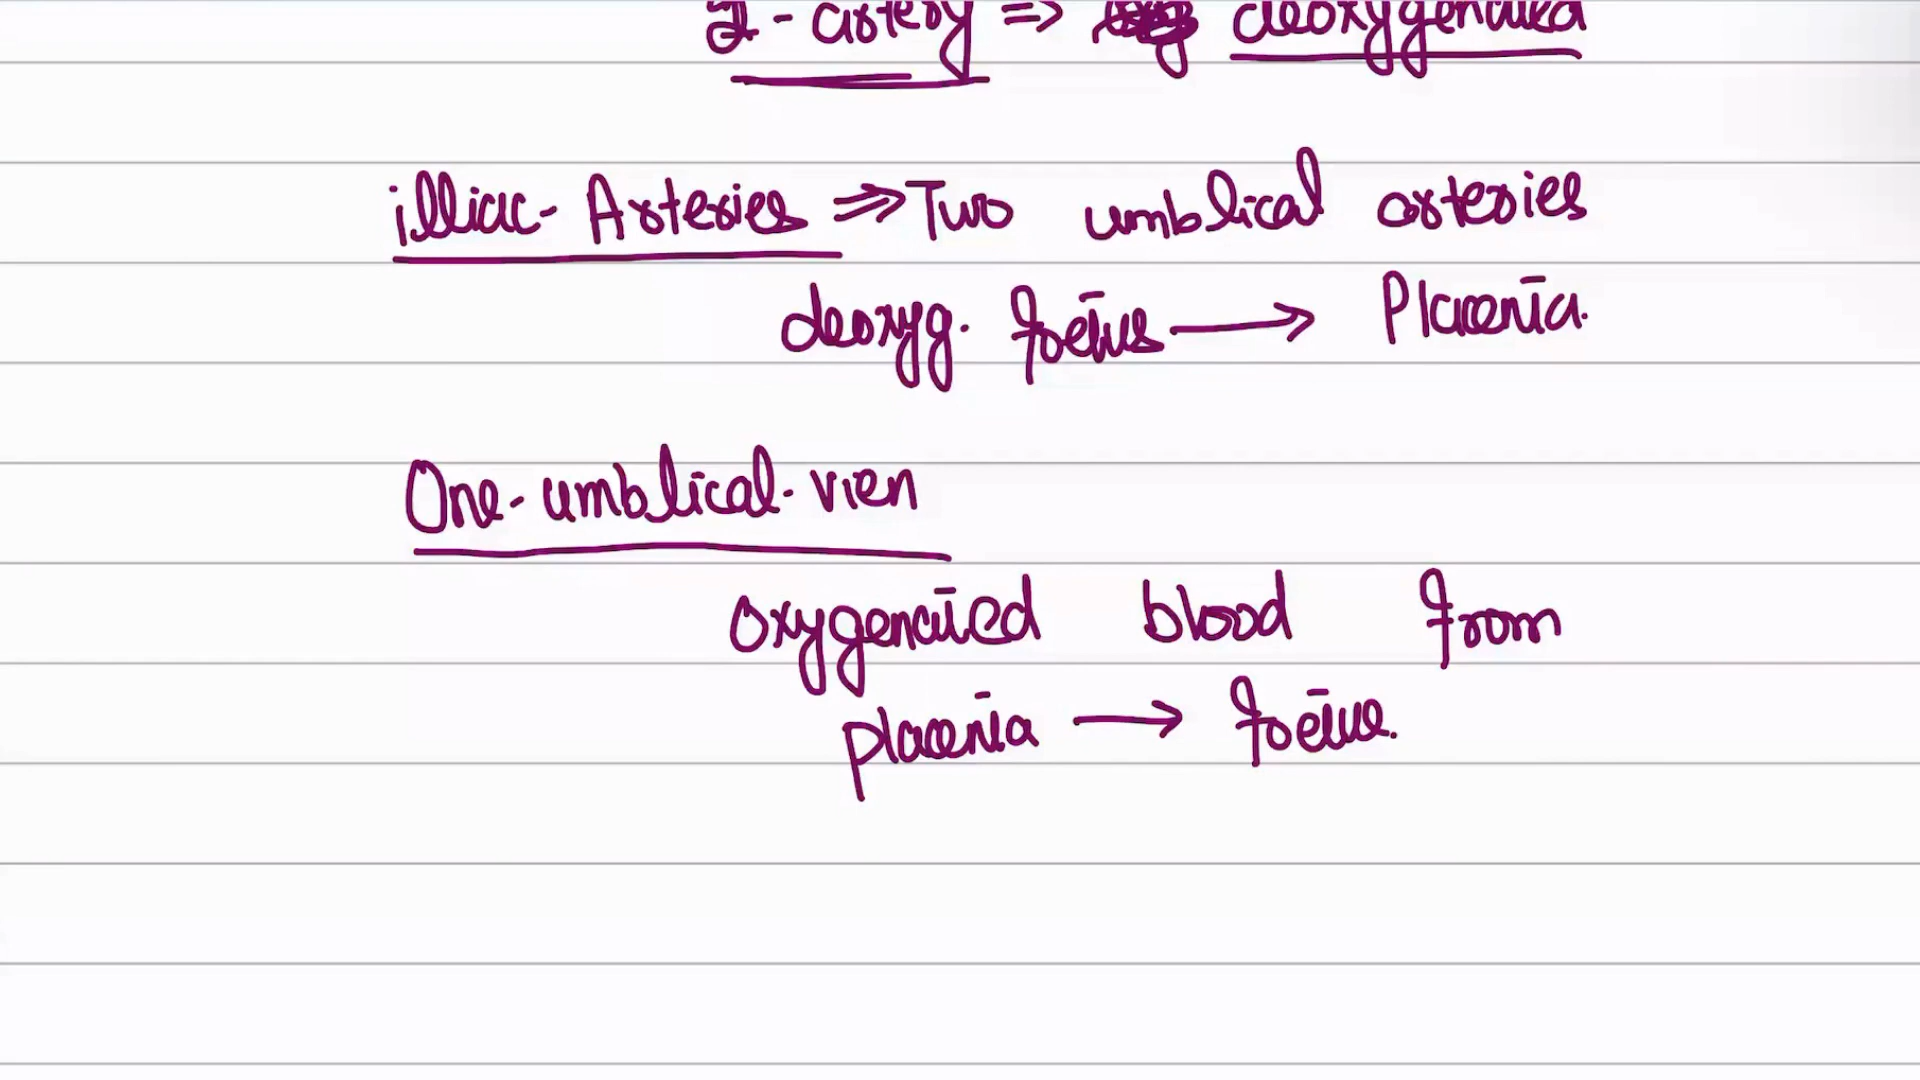 2 - artery => deoxygenated
illiac - Arteries => Two umblical arteries
deoxyg. foetus → Placenta.
One - umblical - vien
oxygenated blood from
placenta → foetus.